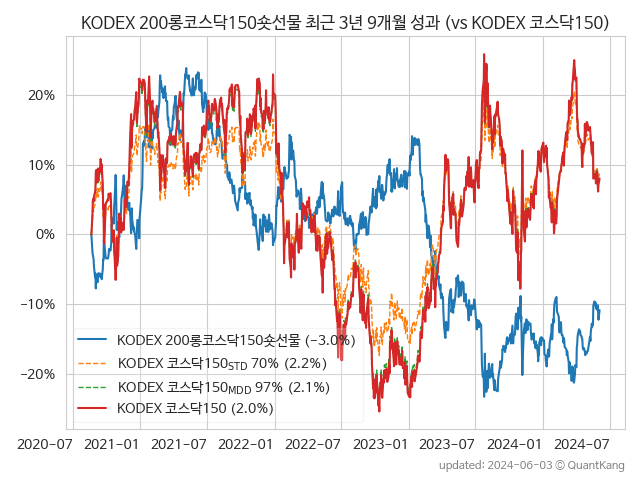 KODEX 200롱코스닥150숏선물 최근 3년 9개월 성과 (vs KODEX 코스닥150)
20%
10%
0%
−10%
−20%
KODEX 200롱코스닥150숏선물 (−3.0%)
KODEX 코스닥150STD 70% (2.2%)
KODEX 코스닥150MDD 97% (2.1%)
KODEX 코스닥150 (2.0%)
2020-07 2021-01 2021-07 2022-01 2022-07 2023-01 2023-07 2024-01 2024-07
updated: 2024-06-03 ⓒ QuantKang